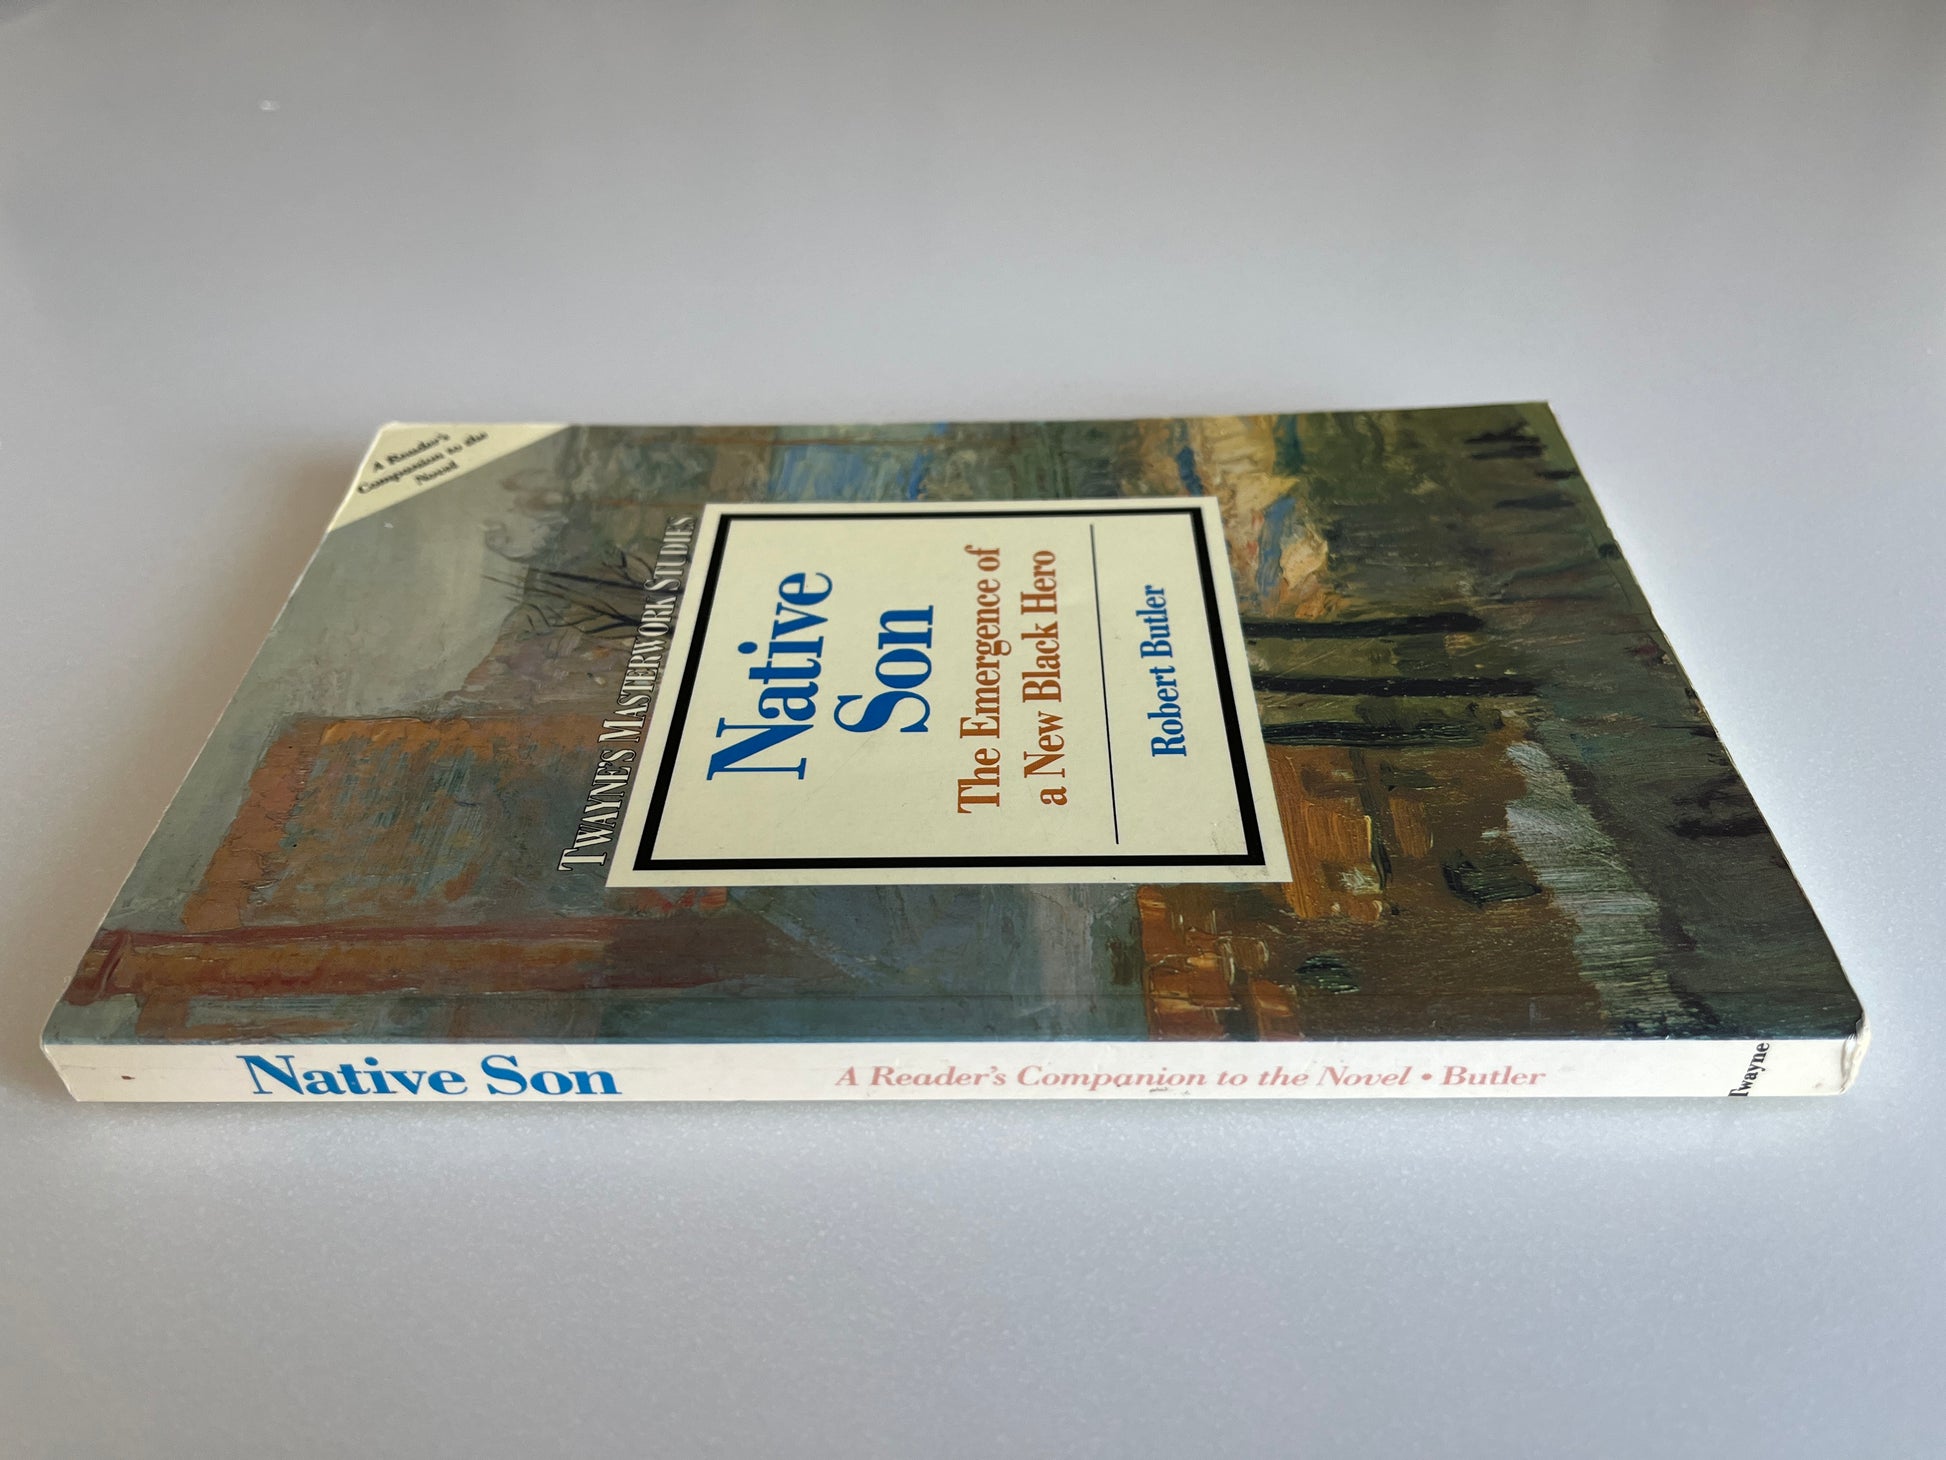 A Reader's
Companion to the
Novel
TWAYNE'S MASTERWORK STUDIES
Native
Son
The Emergence of
a New Black Hero
Robert Butler
Native Son
A Reader's Companion to the Novel • Butler
Twayne